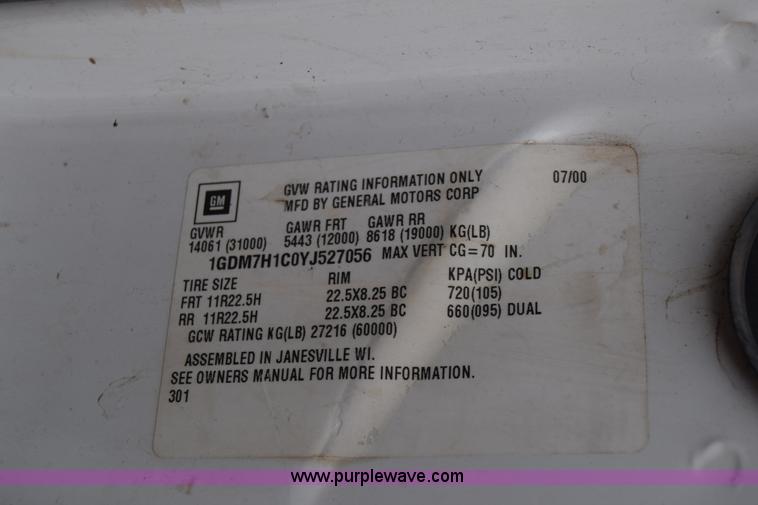 GM
GVW RATING INFORMATION ONLY 07/00
MFD BY GENERAL MOTORS CORP
GVWR GAWR FRT GAWR RR
14061 (31000) 5443 (12000) 8618 (19000) KG(LB)
1GDM7H1C0YJ527056 MAX VERT CG=70 IN.
TIRE SIZE RIM KPA(PSI) COLD
FRT 11R22.5H 22.5X8.25 BC 720(105)
RR 11R22.5H 22.5X8.25 BC 660(095) DUAL
GCW RATING KG(LB) 27216 (60000)
ASSEMBLED IN JANESVILLE WI.
SEE OWNERS MANUAL FOR MORE INFORMATION.
301
www.purplewave.com